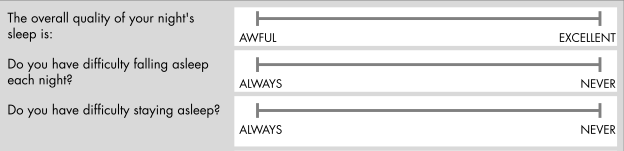 The overall quality of your night's
sleep is:
AWFUL EXCELLENT
Do you have difficulty falling asleep
each night?
ALWAYS NEVER
Do you have difficulty staying asleep?
ALWAYS NEVER